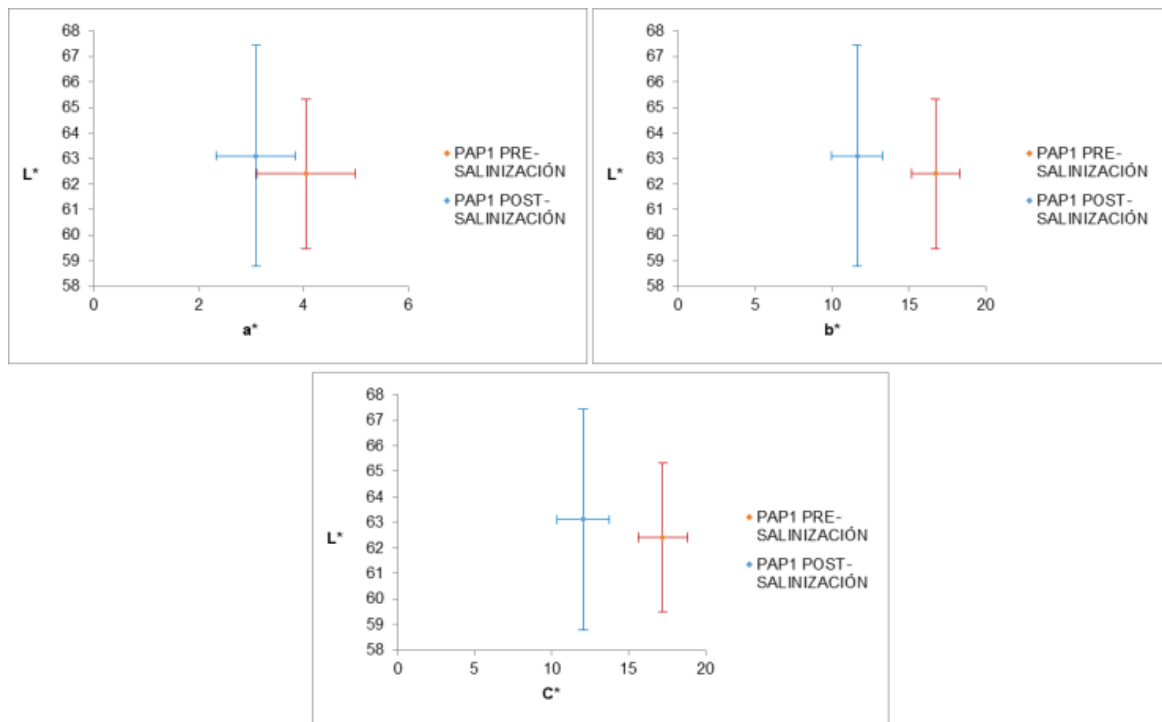 68
67
66
65
64
L*
63
62
61
60
59
58
0 2 4 6
a*
PAP1 PRE-
SALINIZACIÓN
PAP1 POST-
SALINIZACIÓN
68
67
66
65
64
L*
63
62
61
60
59
58
0 5 10 15 20
b*
PAP1 PRE-
SALINIZACIÓN
PAP1 POST-
SALINIZACIÓN
68
67
66
65
64
63
L*
62
61
60
59
58
0 5 10 15 20
C*
PAP1 PRE-
SALINIZACIÓN
PAP1 POST-
SALINIZACIÓN